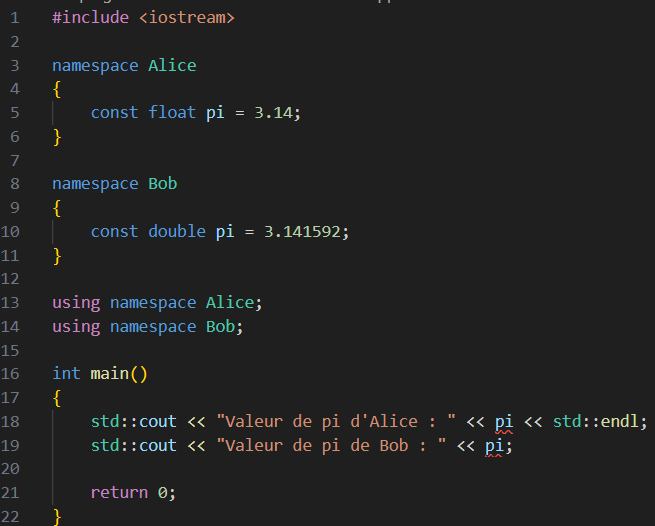 1 #include <iostream>
2
3 namespace Alice
4 {
5     const float pi = 3.14;
6 }
7
8 namespace Bob
9 {
10     const double pi = 3.141592;
11 }
12
13 using namespace Alice;
14 using namespace Bob;
15
16 int main()
17 {
18     std::cout << "Valeur de pi d'Alice : " << pi << std::endl;
19     std::cout << "Valeur de pi de Bob : " << pi;
20
21     return 0;
22 }